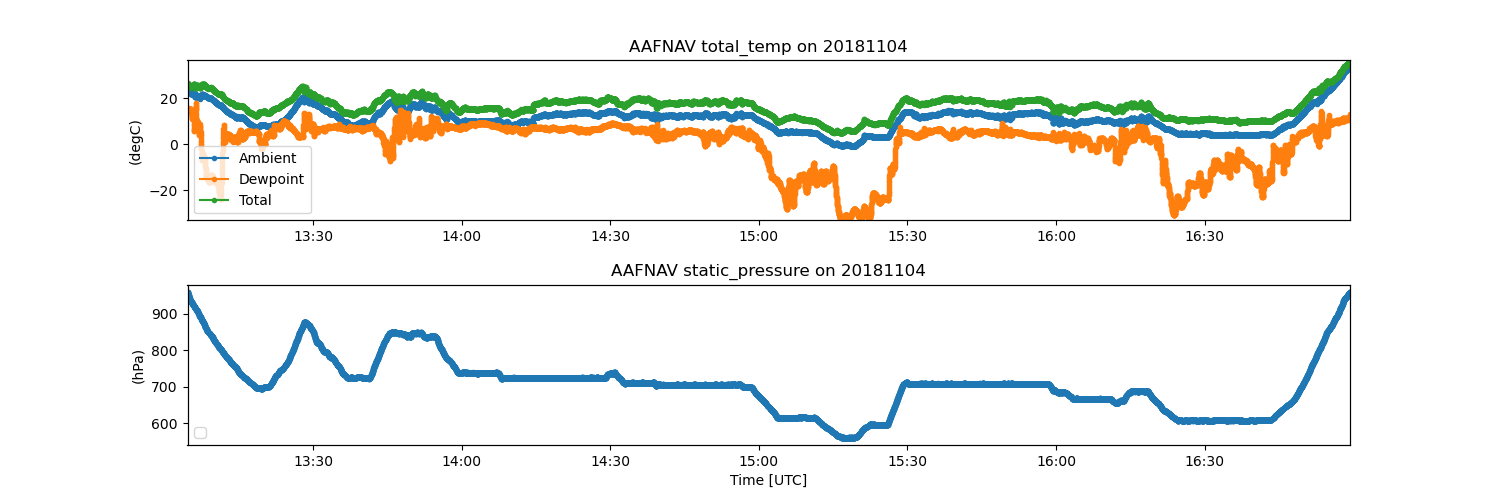 AAFNAV total_temp on 20181104
(degC)
20
0
−20
Ambient
Dewpoint
Total
13:30 14:00 14:30 15:00 15:30 16:00 16:30
AAFNAV static_pressure on 20181104
(hPa)
900
800
700
600
13:30 14:00 14:30 15:00 15:30 16:00 16:30
Time [UTC]